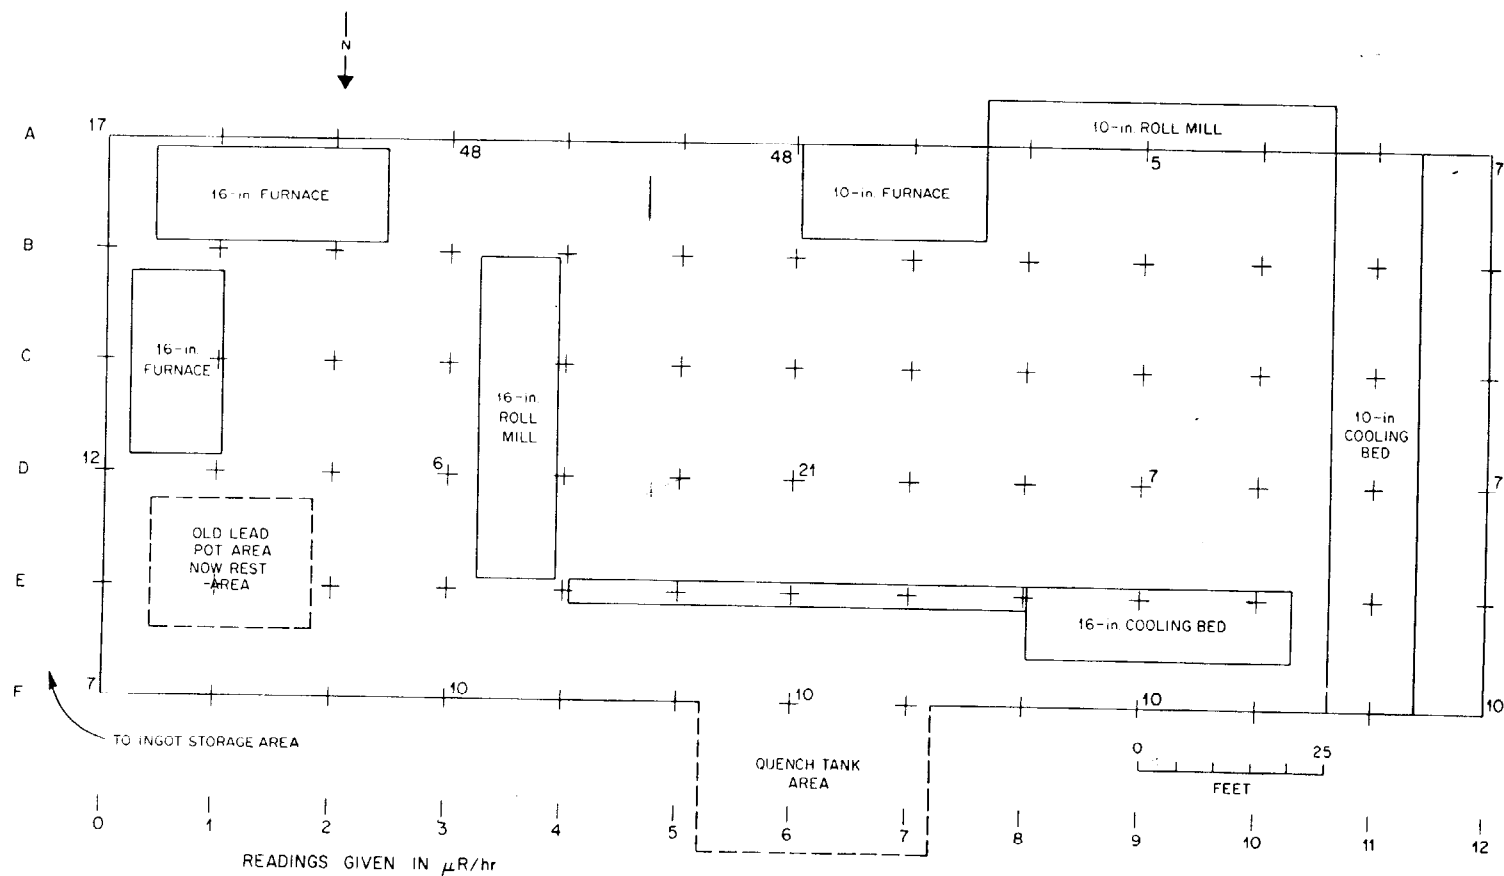 N
A 17 48 48 5 7
10-in. ROLL MILL
16-in. FURNACE
10-in. FURNACE
B
C
16-in.
FURNACE
16-in.
ROLL
MILL
10-in
COOLING
BED
D 12 6 21 7 7
OLD LEAD
POT AREA
NOW REST
AREA
E
16-in. COOLING BED
F 7 10 10 10 10
TO INGOT STORAGE AREA
QUENCH TANK
AREA
0 25
FEET
0 1 2 3 4 5 6 7 8 9 10 11 12
READINGS GIVEN IN μR/hr